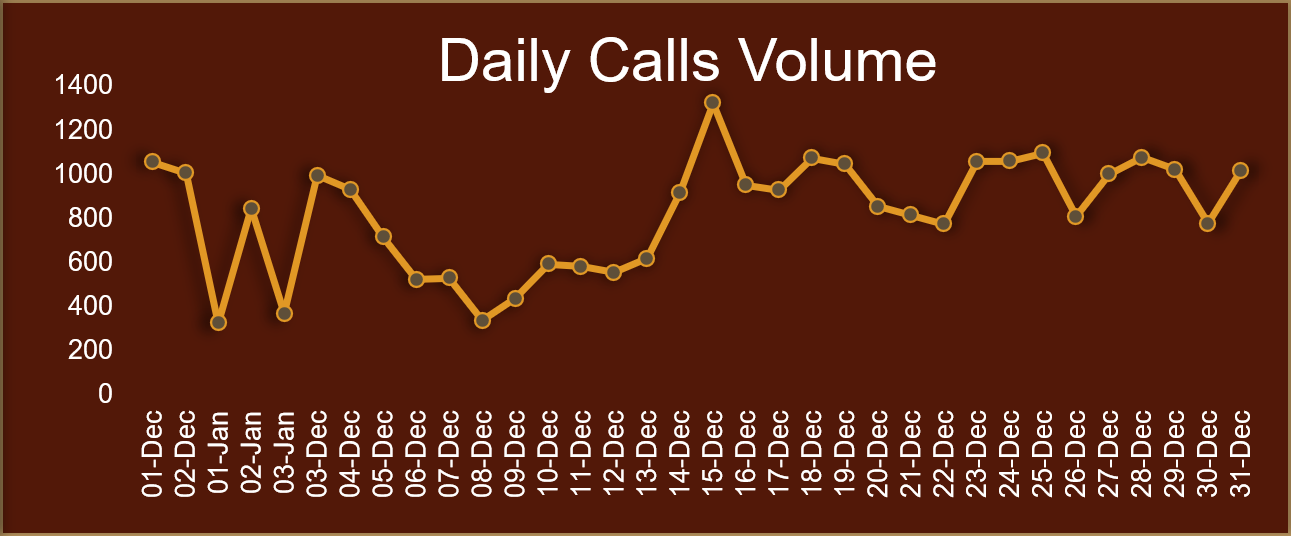 Daily Calls Volume
1400
1200
1000
800
600
400
200
0
01-Dec
02-Dec
01-Jan
02-Jan
03-Jan
03-Dec
04-Dec
05-Dec
06-Dec
07-Dec
08-Dec
09-Dec
10-Dec
11-Dec
12-Dec
13-Dec
14-Dec
15-Dec
16-Dec
17-Dec
18-Dec
19-Dec
20-Dec
21-Dec
22-Dec
23-Dec
24-Dec
25-Dec
26-Dec
27-Dec
28-Dec
29-Dec
30-Dec
31-Dec